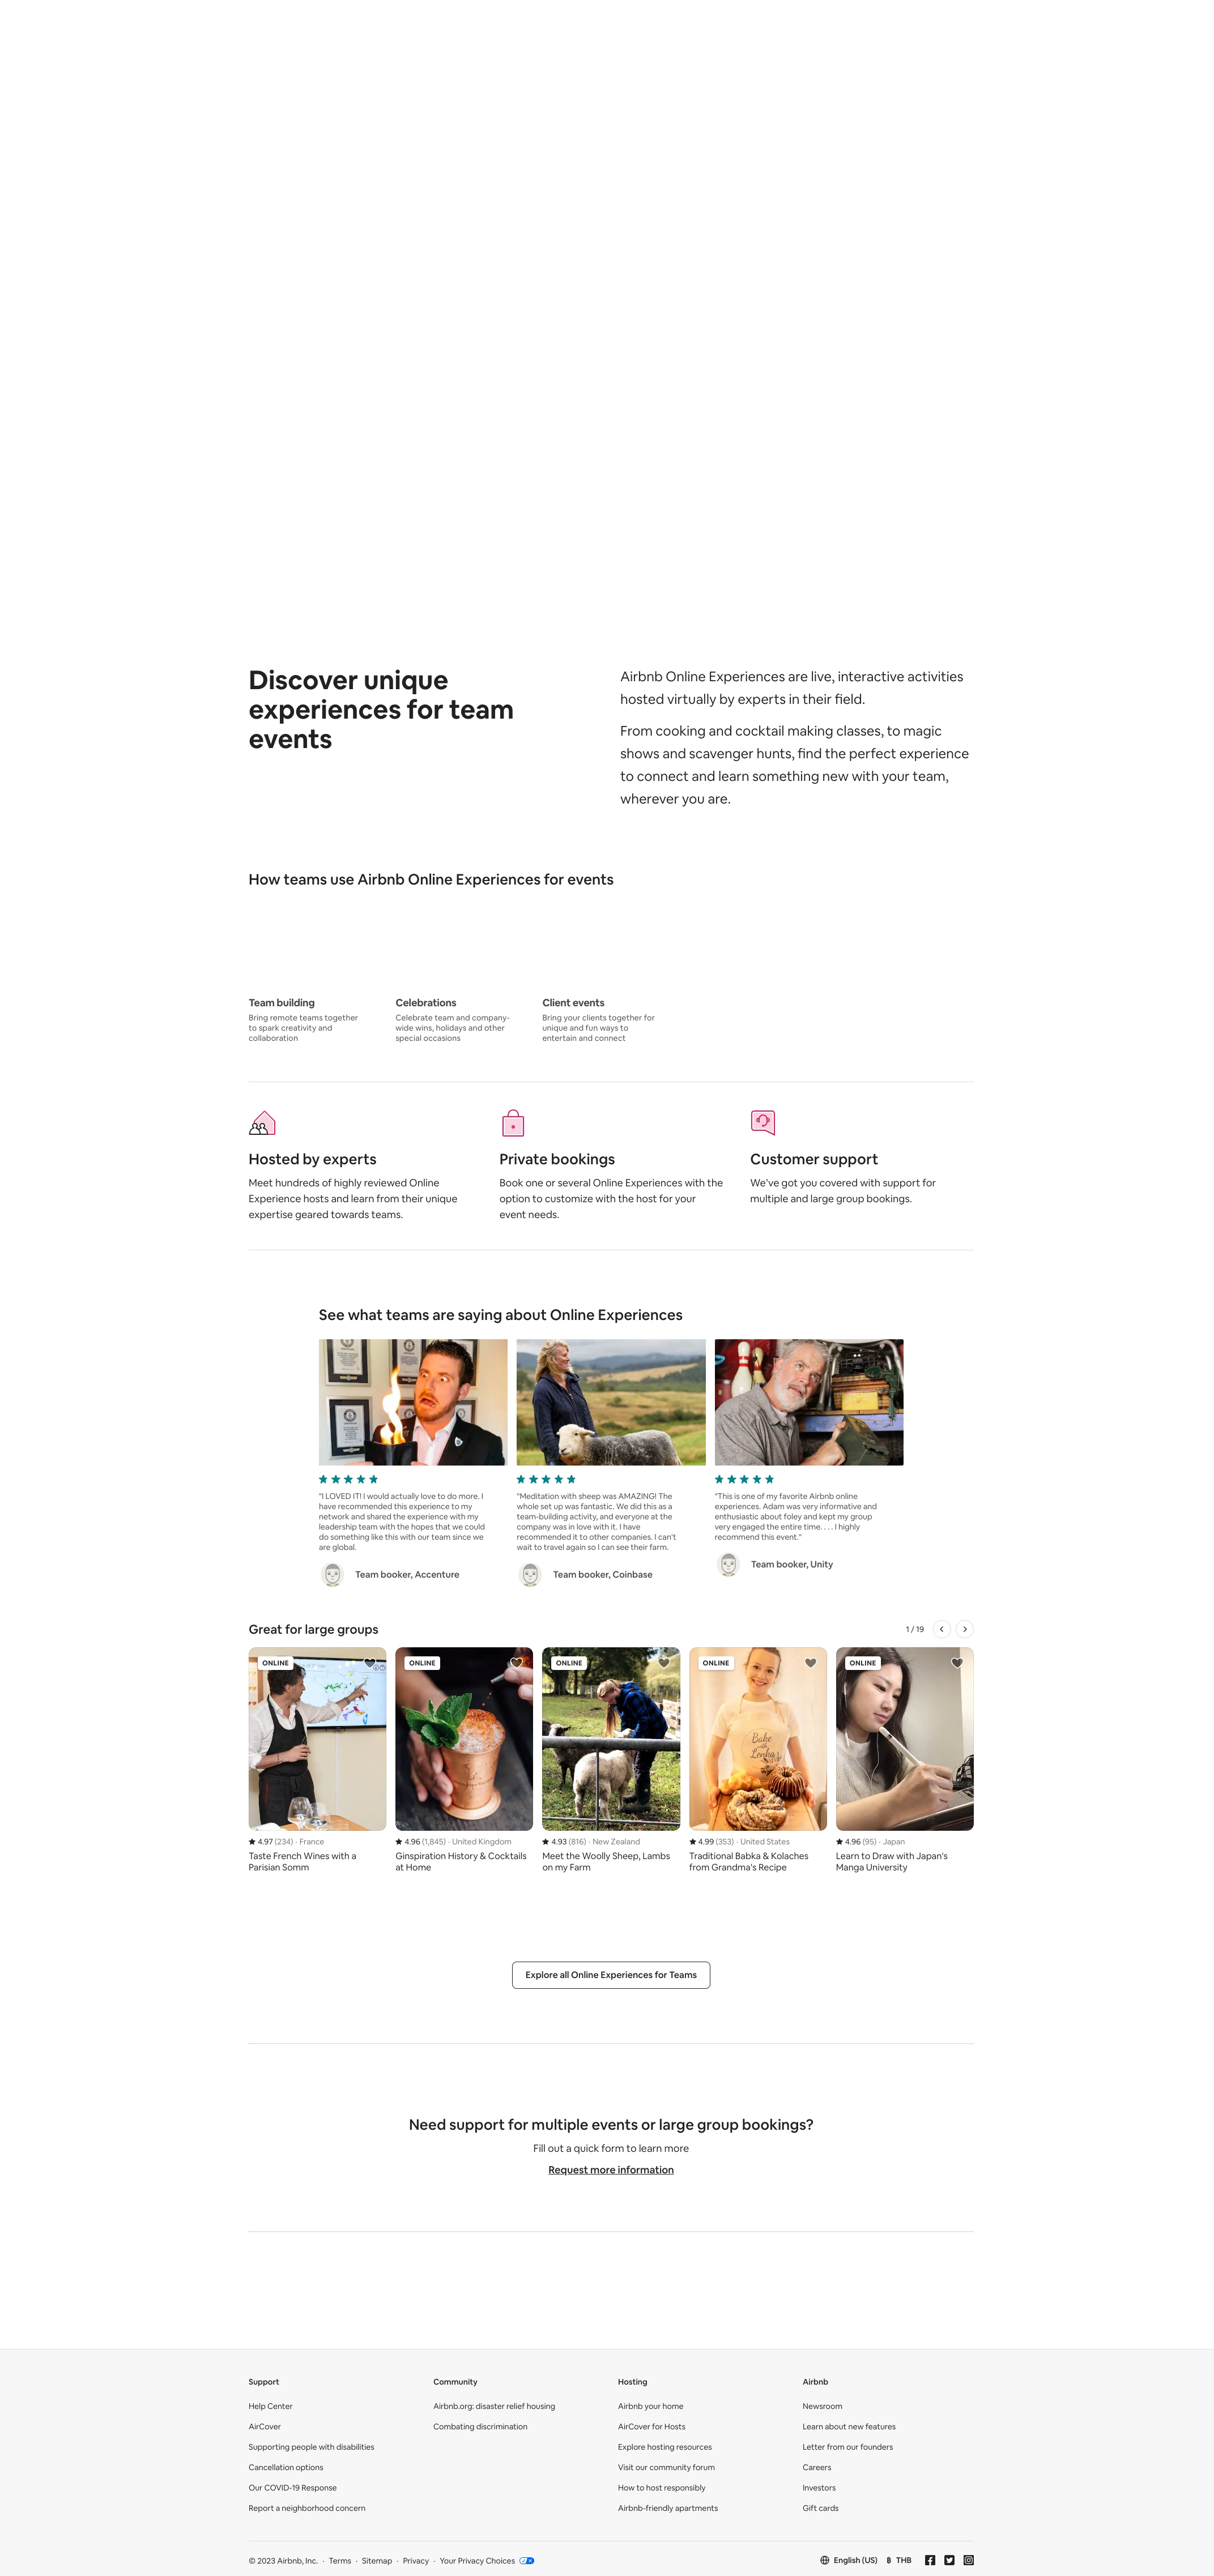 Discover unique
experiences for team
events
Airbnb Online Experiences are live, interactive activities
hosted virtually by experts in their field.
From cooking and cocktail making classes, to magic
shows and scavenger hunts, find the perfect experience
to connect and learn something new with your team,
wherever you are.
How teams use Airbnb Online Experiences for events
Team building
Bring remote teams together
to spark creativity and
collaboration
Celebrations
Celebrate team and company-
wide wins, holidays and other
special occasions
Client events
Bring your clients together for
unique and fun ways to
entertain and connect
Hosted by experts
Meet hundreds of highly reviewed Online
Experience hosts and learn from their unique
expertise geared towards teams.
Private bookings
Book one or several Online Experiences with the
option to customize with the host for your
event needs.
Customer support
We've got you covered with support for
multiple and large group bookings.
See what teams are saying about Online Experiences
"I LOVED IT! I would actually love to do more. I
have recommended this experience to my
network and shared the experience with my
leadership team with the hopes that we could
do something like this with our team since we
are global.
Team booker, Accenture
"Meditation with sheep was AMAZING! The
whole set up was fantastic. We did this as a
team-building activity, and everyone at the
company was in love with it. I have
recommended it to other companies. I can't
wait to travel again so I can see their farm.
Team booker, Coinbase
"This is one of my favorite Airbnb online
experiences. Adam was very informative and
enthusiastic about foley and kept my group
very engaged the entire time. . . . I highly
recommend this event."
Team booker, Unity
Great for large groups
1 / 19
ONLINE
4.97 (234) · France
Taste French Wines with a
Parisian Somm
ONLINE
4.96 (1,845) · United Kingdom
Ginspiration History & Cocktails
at Home
ONLINE
4.93 (816) · New Zealand
Meet the Woolly Sheep, Lambs
on my Farm
ONLINE
Bake
with
Lenka
4.99 (353) · United States
Traditional Babka & Kolaches
from Grandma's Recipe
ONLINE
4.96 (95) · Japan
Learn to Draw with Japan's
Manga University
Explore all Online Experiences for Teams
Need support for multiple events or large group bookings?
Fill out a quick form to learn more
Request more information
Support
Help Center
AirCover
Supporting people with disabilities
Cancellation options
Our COVID-19 Response
Report a neighborhood concern
Community
Airbnb.org: disaster relief housing
Combating discrimination
Hosting
Airbnb your home
AirCover for Hosts
Explore hosting resources
Visit our community forum
How to host responsibly
Airbnb-friendly apartments
Airbnb
Newsroom
Learn about new features
Letter from our founders
Careers
Investors
Gift cards
© 2023 Airbnb, Inc. · Terms · Sitemap · Privacy · Your Privacy Choices
English (US) ฿ THB